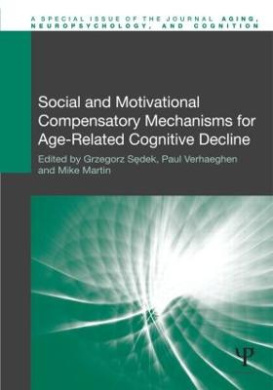 A SPECIAL ISSUE OF THE JOURNAL AGING,
NEUROPSYCHOLOGY, AND COGNITION
Social and Motivational
Compensatory Mechanisms for
Age-Related Cognitive Decline
Edited by Grzegorz Sędek, Paul Verhaeghen
and Mike Martin